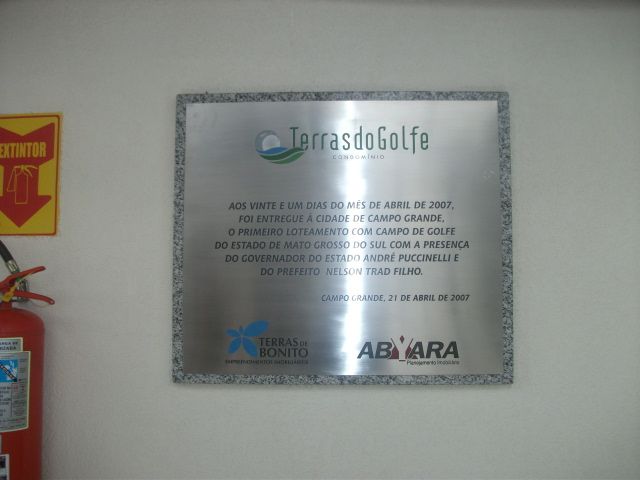 EXTINTOR
TerrasdoGolfe
CONDOMÍNIO
AOS VINTE E UM DIAS DO MÊS DE ABRIL DE 2007,
FOI ENTREGUE À CIDADE DE CAMPO GRANDE,
O PRIMEIRO LOTEAMENTO COM CAMPO DE GOLFE
DO ESTADO DE MATO GROSSO DO SUL COM A PRESENÇA
DO GOVERNADOR DO ESTADO ANDRÉ PUCCINELLI E
DO PREFEITO NELSON TRAD FILHO.
CAMPO GRANDE, 21 DE ABRIL DE 2007
TERRAS DE
BONITO
EMPREENDIMENTOS IMOBILIÁRIOS
ABYARA
Planejamento Imobiliário